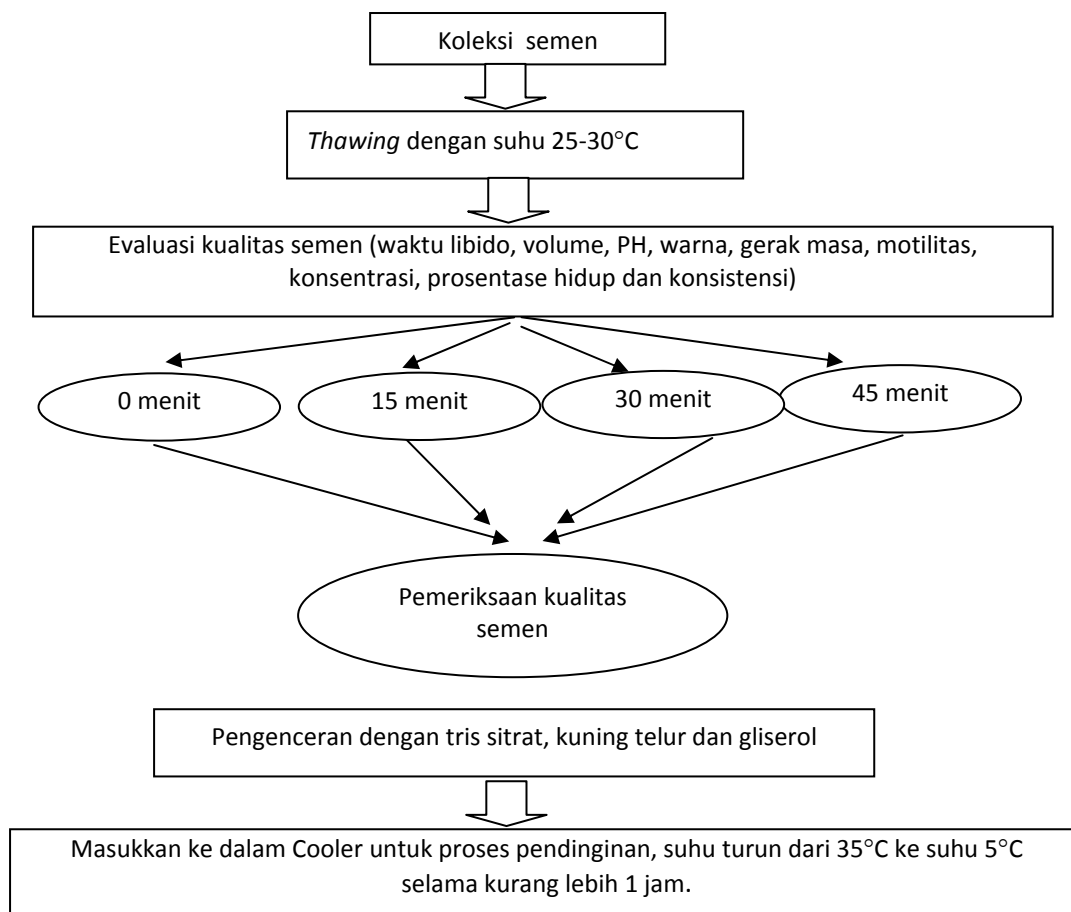 Koleksi semen
Thawing dengan suhu 25-30°C
Evaluasi kualitas semen (waktu libido, volume, PH, warna, gerak masa, motilitas,
konsentrasi, prosentase hidup dan konsistensi)
0 menit
15 menit
30 menit
45 menit
Pemeriksaan kualitas
semen
Pengenceran dengan tris sitrat, kuning telur dan gliserol
Masukkan ke dalam Cooler untuk proses pendinginan, suhu turun dari 35°C ke suhu 5°C
selama kurang lebih 1 jam.